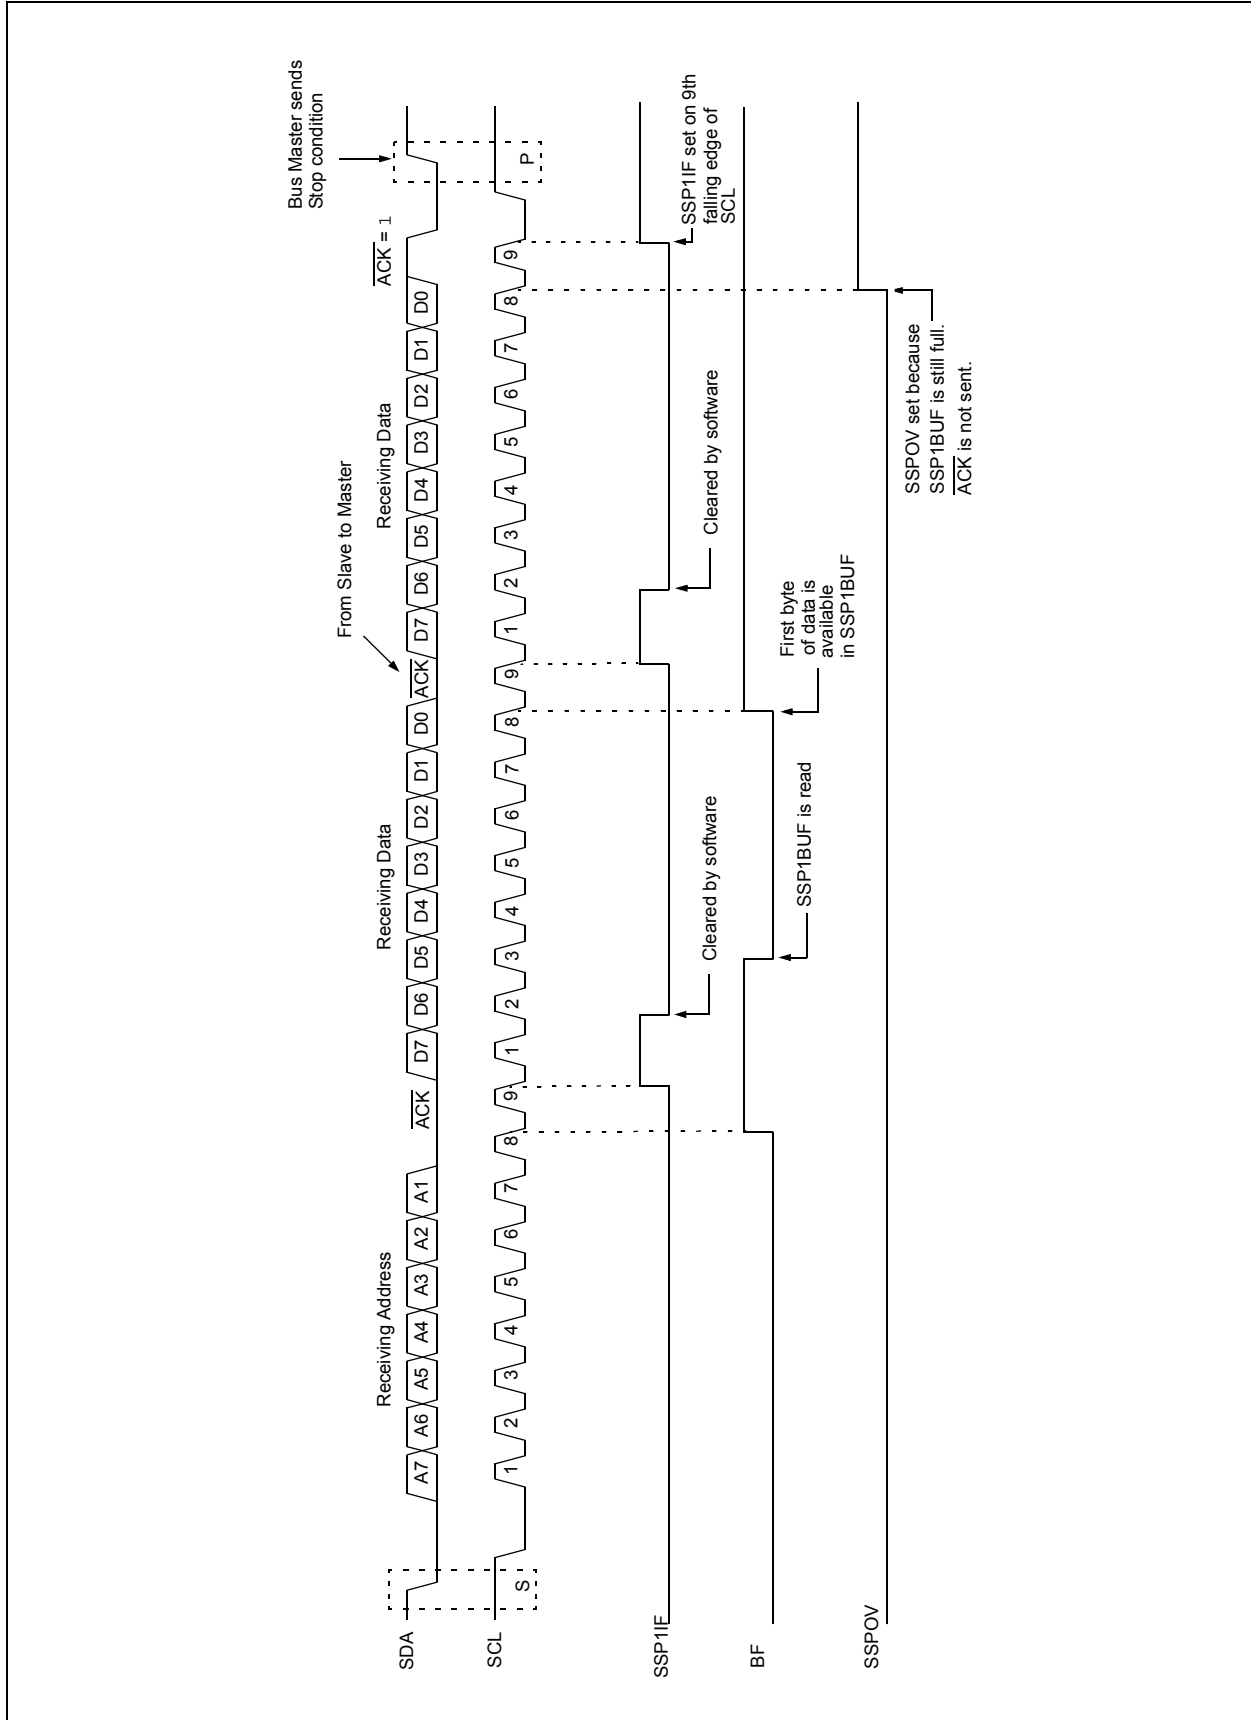 Bus Master sends
Stop condition
From Slave to Master
Receiving Address
Receiving Data
Receiving Data
ACK = 1
SDA
A7 A6 A5 A4 A3 A2 A1
ACK
D7 D6 D5 D4 D3 D2 D1 D0
ACK
D7 D6 D5 D4 D3 D2 D1 D0
SCL
S
1 2 3 4 5 6 7 8 9
1 2 3 4 5 6 7 8 9
1 2 3 4 5 6 7 8 9
P
SSP1IF
Cleared by software
Cleared by software
SSP1IF set on 9th
falling edge of
SCL
BF
SSP1BUF is read
First byte
of data is
available
in SSP1BUF
SSPOV
SSPOV set because
SSP1BUF is still full.
ACK is not sent.